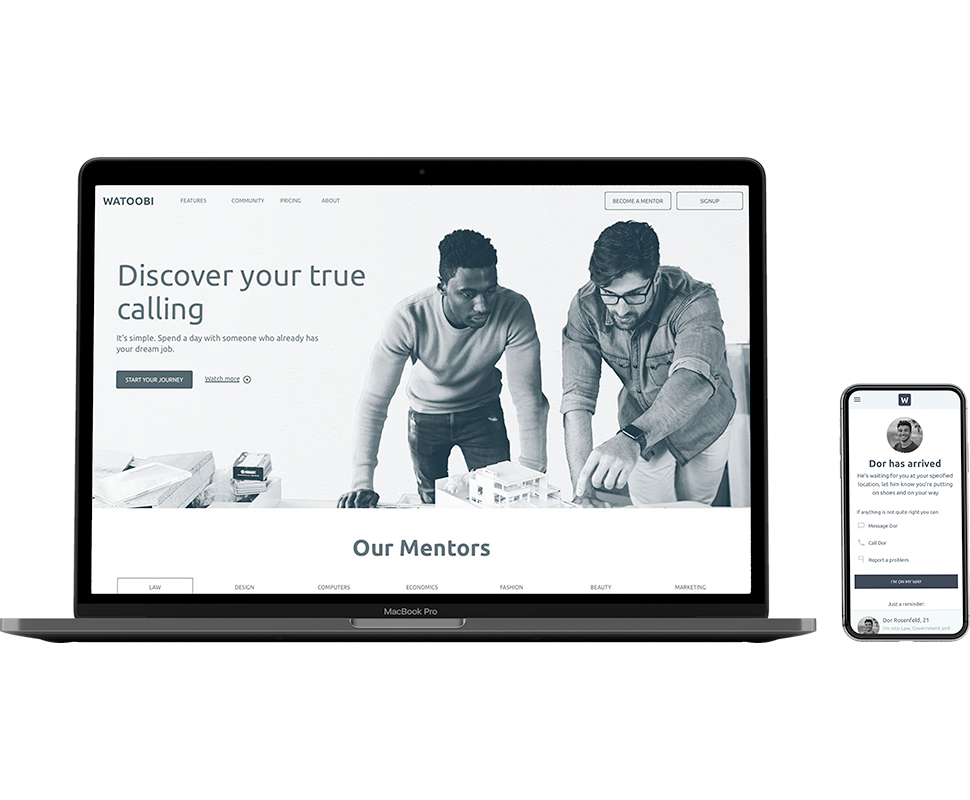 WATOOBI FEATURES COMMUNITY PRICING ABOUT BECOME A MENTOR SIGNUP
Discover your true
calling
It's simple. Spend a day with someone who already has
your dream job.
START YOUR JOURNEY Watch more
Our Mentors
LAW DESIGN COMPUTERS ECONOMICS FASHION BEAUTY MARKETING
MacBook Pro
W
Dor has arrived
He's waiting for you at your specified
location, let him know you're putting
on shoes and on your way
If anything is not quite right you can:
Message Dor
Call Dor
Report a problem
I'M ON MY WAY
Just a reminder:
Dor Rosenfeld, 21
I'm into Law, Government and